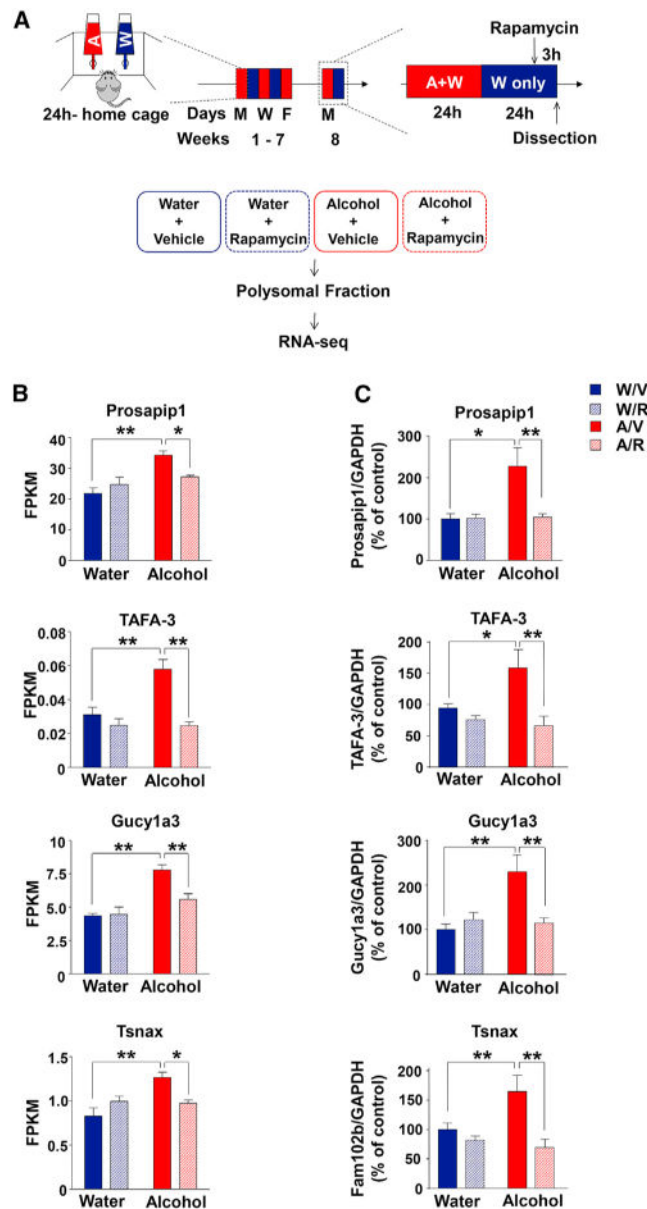 A
A W
24h- home cage
Days M W F M
Weeks 1 - 7 8
Rapamycin
3h
A+W W only
24h 24h
Dissection
Water + Vehicle
Water + Rapamycin
Alcohol + Vehicle
Alcohol + Rapamycin
Polysomal Fraction
RNA-seq
B
Prosapip1
FPKM
40
30
20
10
0
** *
Water Alcohol
TAFA-3
FPKM
0.08
0.06
0.04
0.02
0.0
** **
Water Alcohol
Gucy1a3
FPKM
10
7.5
5.0
2.5
0.0
** **
Water Alcohol
Tsnax
FPKM
1.5
1.0
0.5
0.0
** *
Water Alcohol
C
W/V
W/R
A/V
A/R
Prosapip1
Prosapip1/GAPDH
(% of control)
300
200
100
0
* **
Water Alcohol
TAFA-3
TAFA-3/GAPDH
(% of control)
200
150
100
50
0
* **
Water Alcohol
Gucy1a3
Gucy1a3/GAPDH
(% of control)
300
200
100
0
** **
Water Alcohol
Tsnax
Fam102b/GAPDH
(% of control)
200
150
100
50
0
** **
Water Alcohol